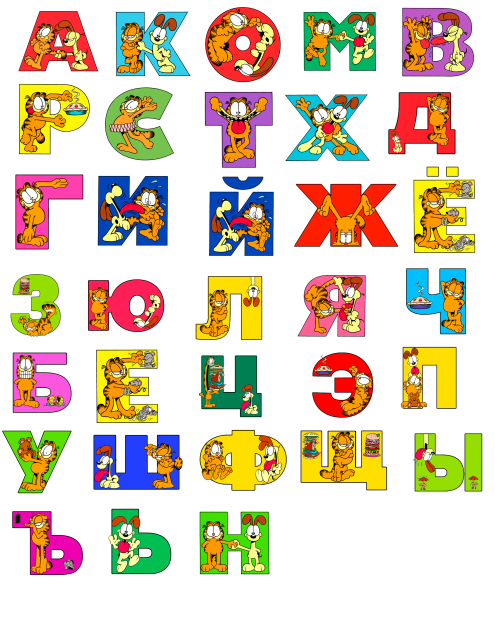 А К О М В
Р С Т Х Д
Г И Й Ж Ё
З Ю Л Я Ч
Б Е Ц Э П
У Ш Ф Щ Ы
Ъ Ь Н